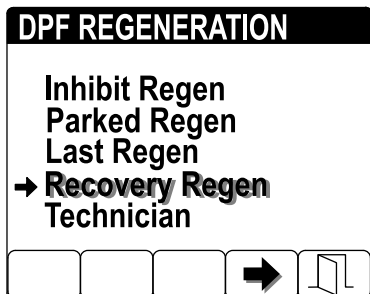 DPF REGENERATION
Inhibit Regen
Parked Regen
Last Regen
Recovery Regen
Technician